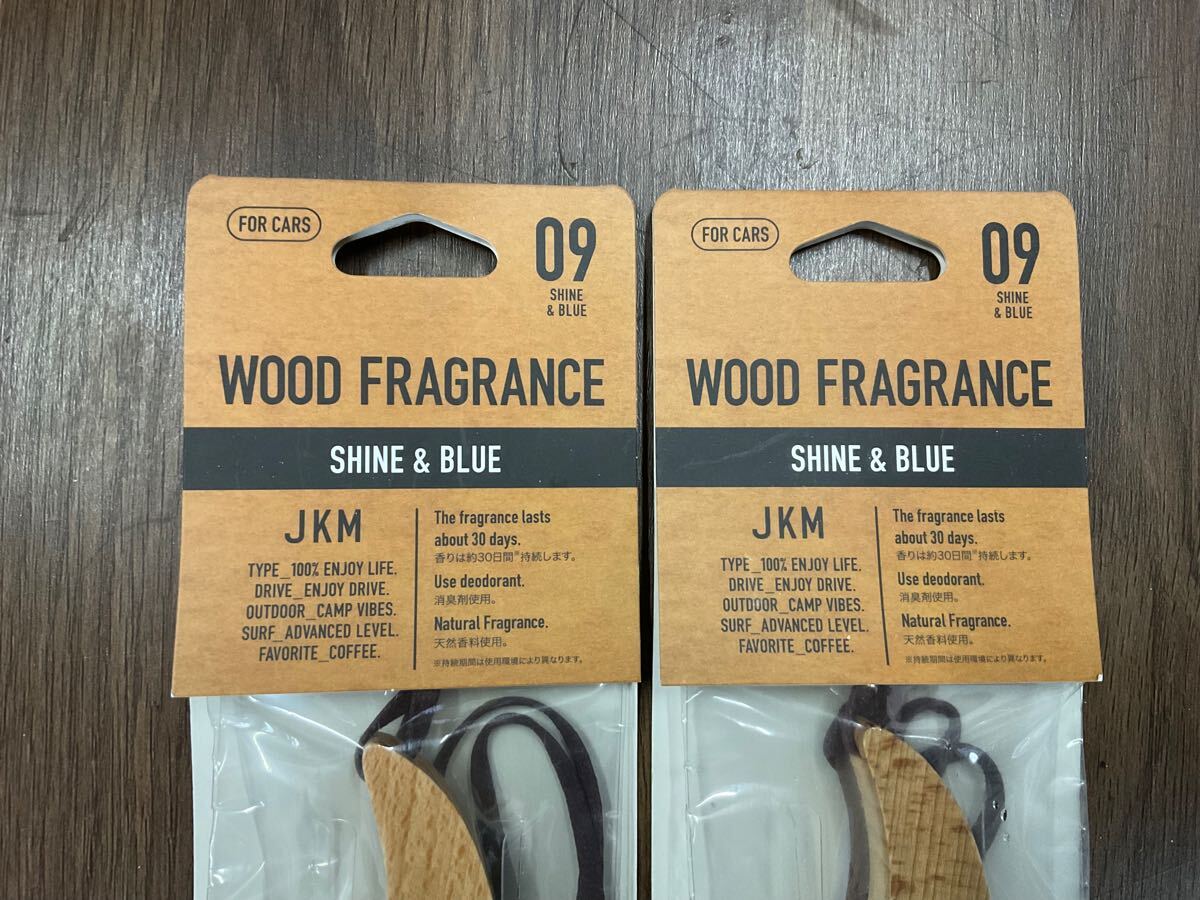 FOR CARS
09
SHINE
& BLUE
WOOD FRAGRANCE
SHINE & BLUE
JKM
TYPE_100% ENJOY LIFE.
DRIVE_ENJOY DRIVE.
OUTDOOR_CAMP VIBES.
SURF_ADVANCED LEVEL.
FAVORITE_COFFEE.
The fragrance lasts
about 30 days.
香りは約30日間※持続します。
Use deodorant.
消臭剤使用。
Natural Fragrance.
天然香料使用。
※持続期間は使用環境により異なります。
FOR CARS
09
SHINE
& BLUE
WOOD FRAGRANCE
SHINE & BLUE
JKM
TYPE_100% ENJOY LIFE.
DRIVE_ENJOY DRIVE.
OUTDOOR_CAMP VIBES.
SURF_ADVANCED LEVEL.
FAVORITE_COFFEE.
The fragrance lasts
about 30 days.
香りは約30日間※持続します。
Use deodorant.
消臭剤使用。
Natural Fragrance.
天然香料使用。
※持続期間は使用環境により異なります。